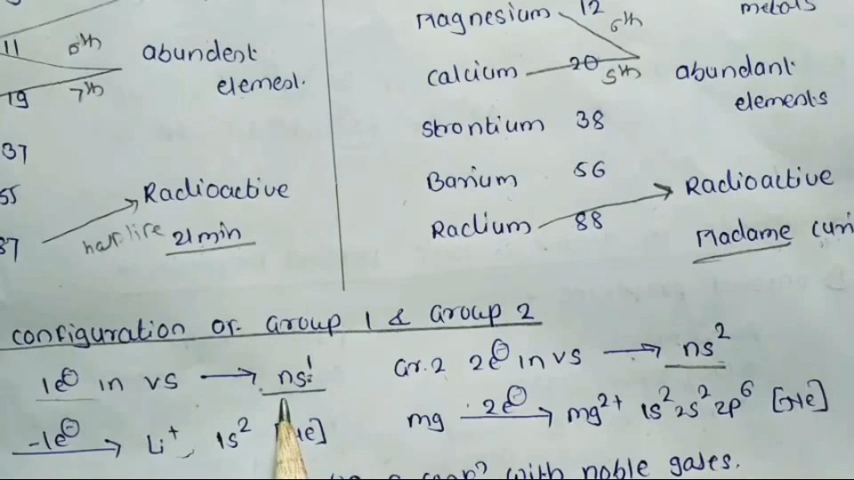 11 6th abundent
elemest.
19 7th
37
55
87 Radioactive
half life 21 min
Magnesium 12 metals
6th
Calcium 20 abundant
5th
elements
Strontium 38
Barium 56
Radium 88 Radioactive
Madame
configuration of Group 1 & Group 2
1e⊖ in vs → ns¹
Gr.2 2e⊖ in vs → ns²
-1e⊖ → Li⁺, 1s²
mg -2e⊖ → mg²⁺ 1s² 2s² 2p⁶ [Ne]
with noble gases.